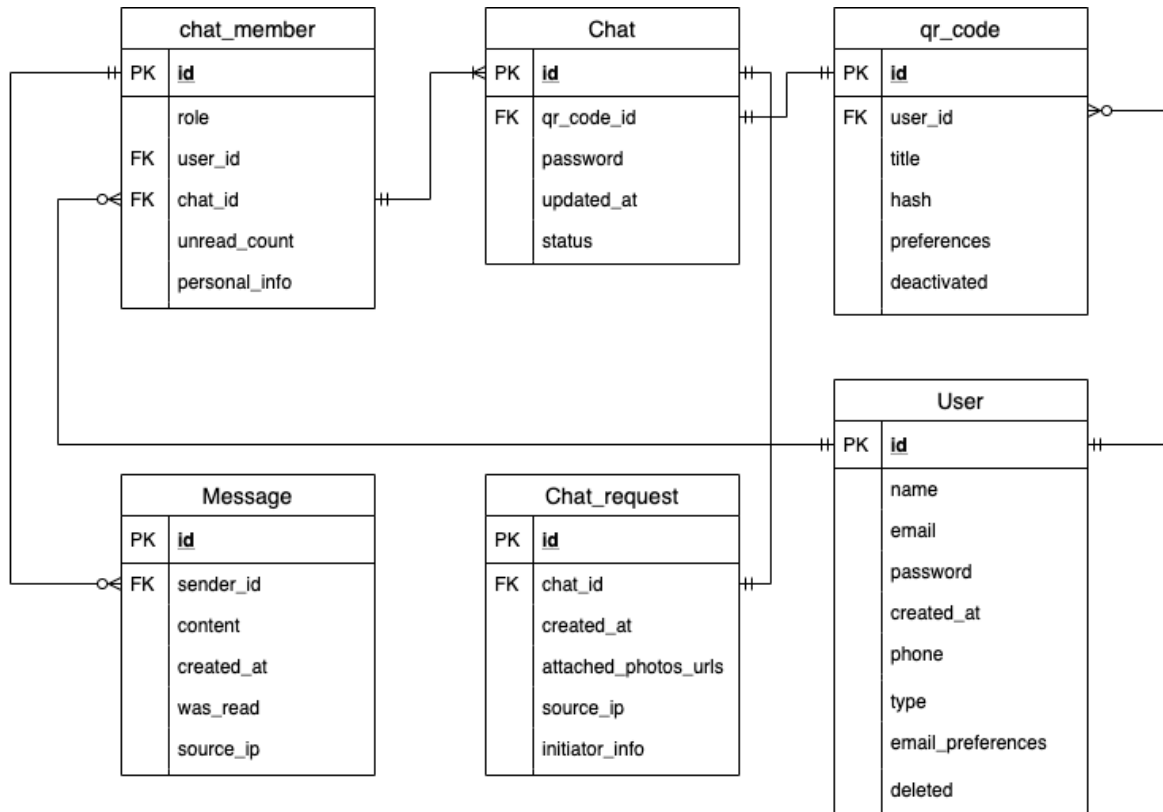 chat_member
PK id
role
FK user_id
FK chat_id
unread_count
personal_info
Chat
PK id
FK qr_code_id
password
updated_at
status
qr_code
PK id
FK user_id
title
hash
preferences
deactivated
User
PK id
name
email
password
created_at
phone
type
email_preferences
deleted
Message
PK id
FK sender_id
content
created_at
was_read
source_ip
Chat_request
PK id
FK chat_id
created_at
attached_photos_urls
source_ip
initiator_info